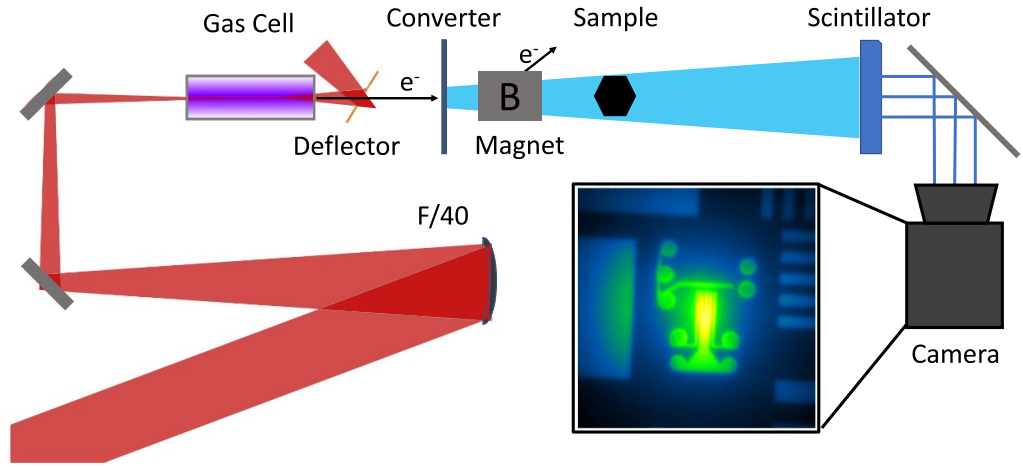 Gas Cell
Converter
Sample
Scintillator
e-
e-
B
Deflector
Magnet
F/40
Camera